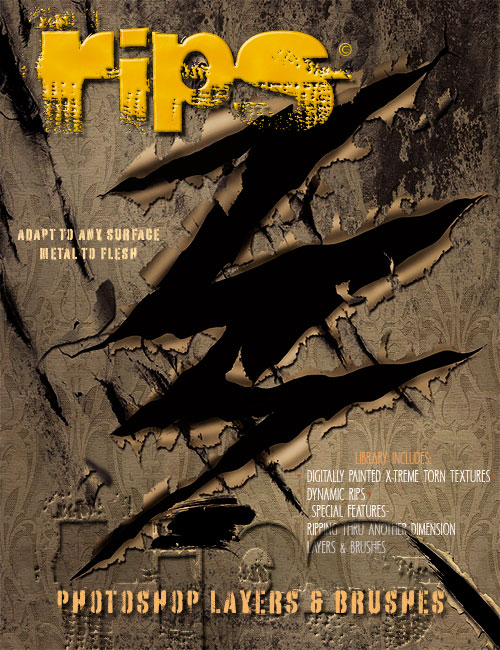 rips ©
ADAPT TO ANY SURFACE
METAL TO FLESH
LIBRARY INCLUDES:
DIGITALLY PAINTED X-TREME TORN TEXTURES
DYNAMIC RIPS
SPECIAL FEATURES-
RIPPING THRU ANOTHER DIMENSION
LAYERS & BRUSHES
PHOTOSHOP LAYERS & BRUSHES